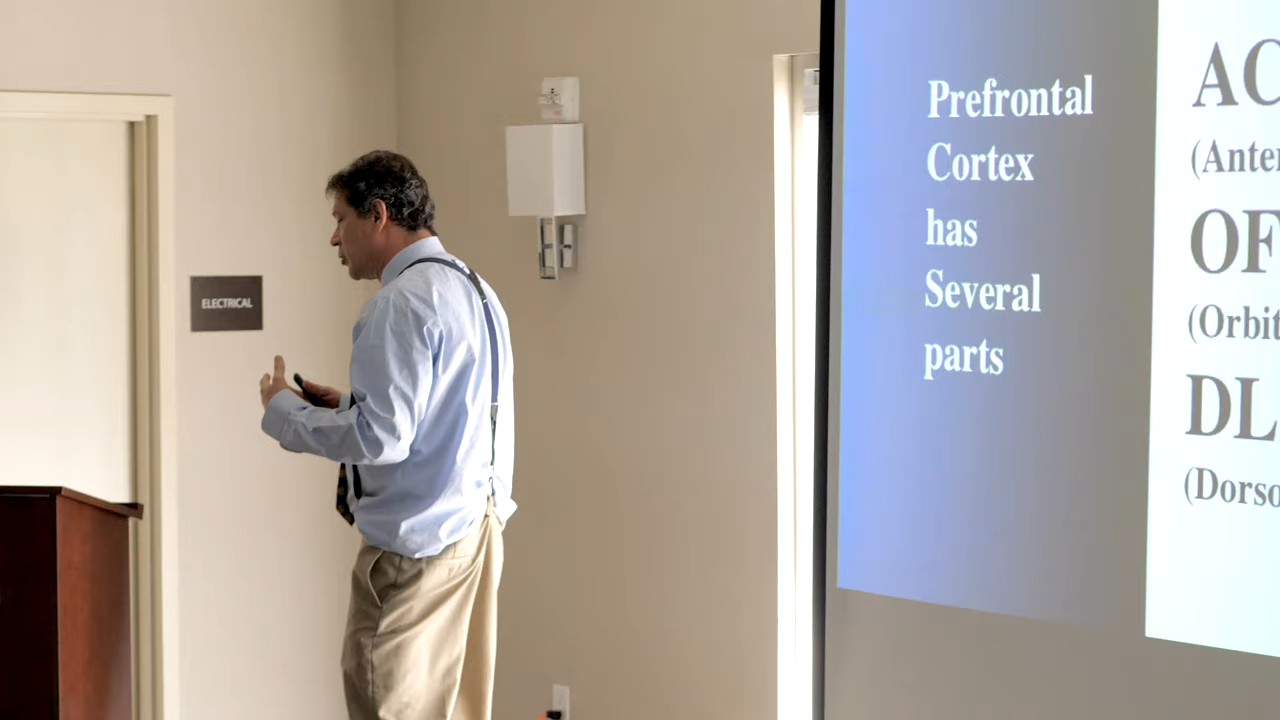 ELECTRICAL
Prefrontal
Cortex
has
Several
parts
AC
(Anter
OF
(Orbit
DL
(Dorso